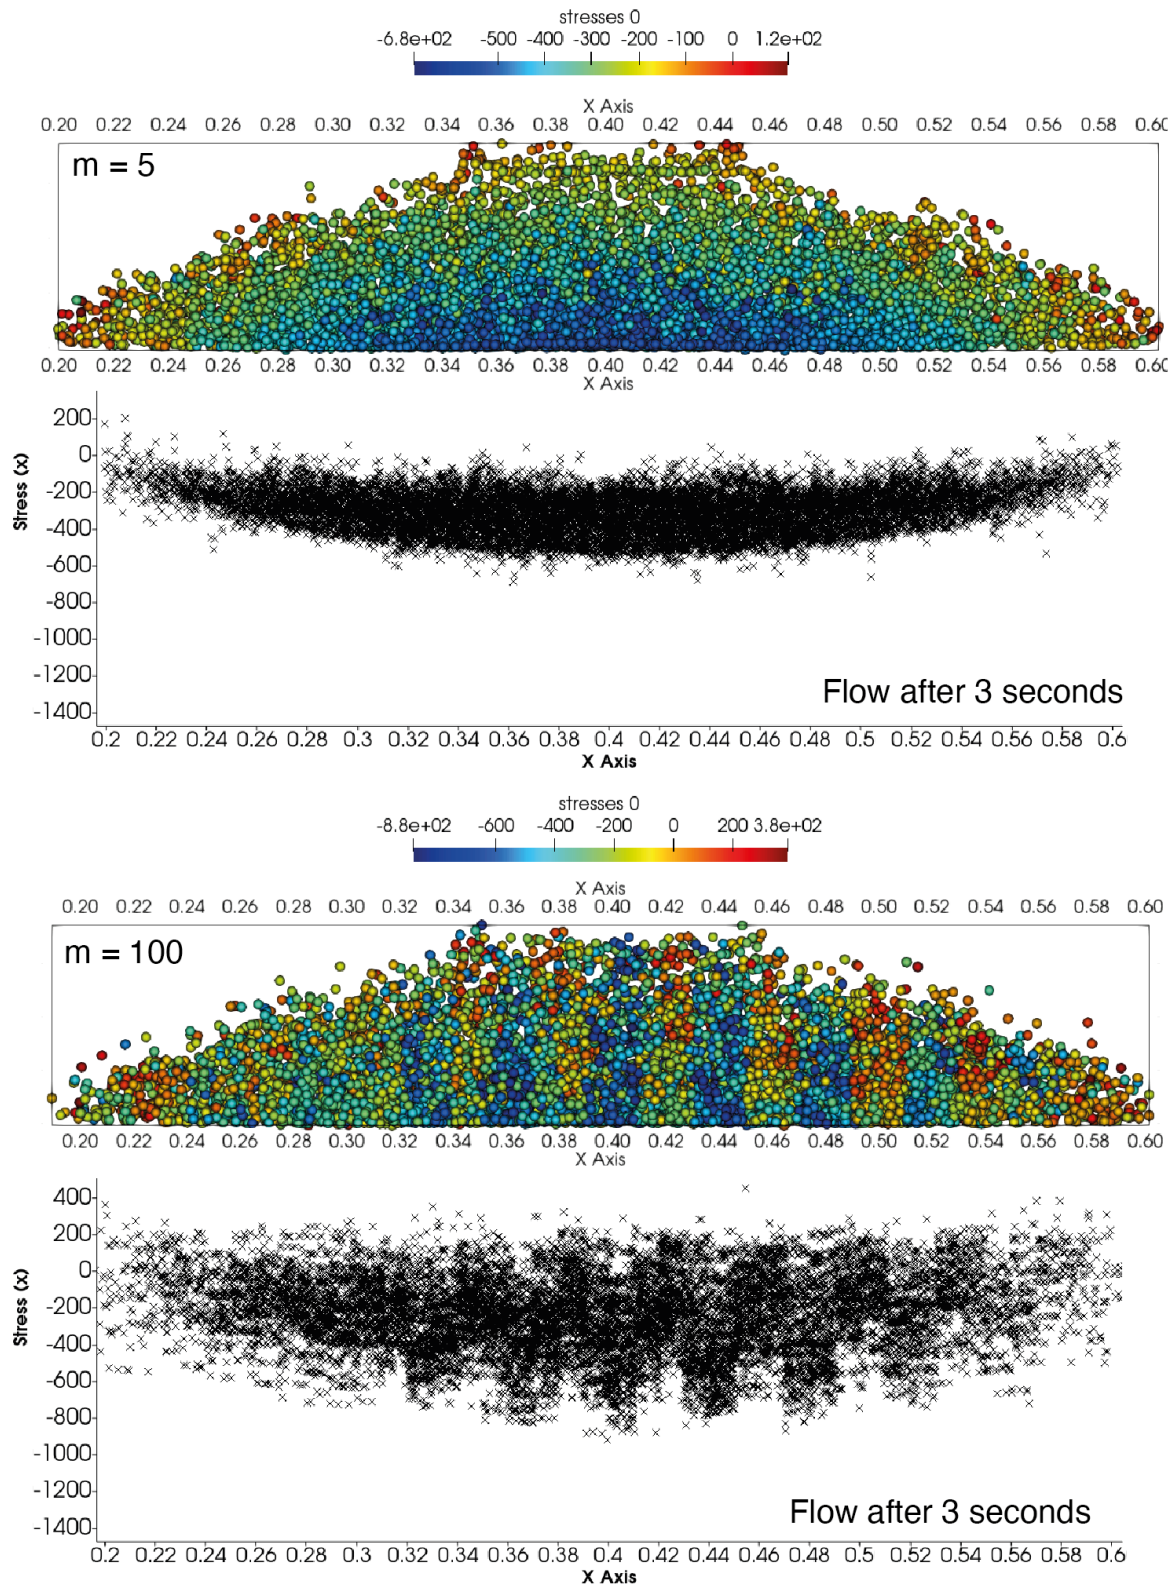 stresses 0
-6.8e+02 -500 -400 -300 -200 -100 0 1.2e+02
X Axis
0.20 0.22 0.24 0.26 0.28 0.30 0.32 0.34 0.36 0.38 0.40 0.42 0.44 0.46 0.48 0.50 0.52 0.54 0.56 0.58 0.60
m = 5
0.20 0.22 0.24 0.26 0.28 0.30 0.32 0.34 0.36 0.38 0.40 0.42 0.44 0.46 0.48 0.50 0.52 0.54 0.56 0.58 0.60
X Axis
200
0
-200
-400
-600
-800
-1000
-1200
-1400
Stress (x)
Flow after 3 seconds
0.2 0.22 0.24 0.26 0.28 0.3 0.32 0.34 0.36 0.38 0.4 0.42 0.44 0.46 0.48 0.5 0.52 0.54 0.56 0.58 0.6
X Axis
stresses 0
-8.8e+02 -600 -400 -200 0 200 3.8e+02
X Axis
0.20 0.22 0.24 0.26 0.28 0.30 0.32 0.34 0.36 0.38 0.40 0.42 0.44 0.46 0.48 0.50 0.52 0.54 0.56 0.58 0.60
m = 100
0.20 0.22 0.24 0.26 0.28 0.30 0.32 0.34 0.36 0.38 0.40 0.42 0.44 0.46 0.48 0.50 0.52 0.54 0.56 0.58 0.60
X Axis
400
200
0
-200
-400
-600
-800
-1000
-1200
-1400
Stress (x)
Flow after 3 seconds
0.2 0.22 0.24 0.26 0.28 0.3 0.32 0.34 0.36 0.38 0.4 0.42 0.44 0.46 0.48 0.5 0.52 0.54 0.56 0.58 0.6
X Axis